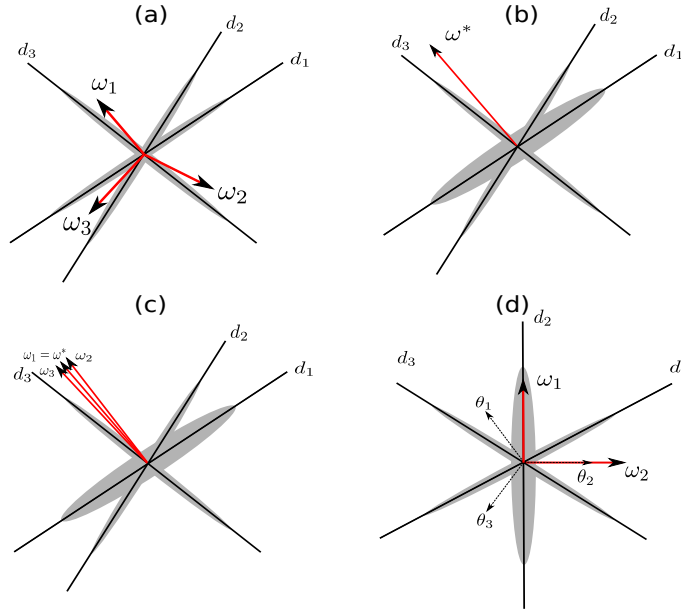 (a)
(b)
d₃
d₂
d₁
ω₁
ω₂
ω₃
d₃
ω*
d₂
d₁
(c)
(d)
ω₁ = ω*
ω₂
ω₃
d₃
d₂
d₁
d₂
d₃
d
ω₁
θ₁
θ₂
ω₂
θ₃